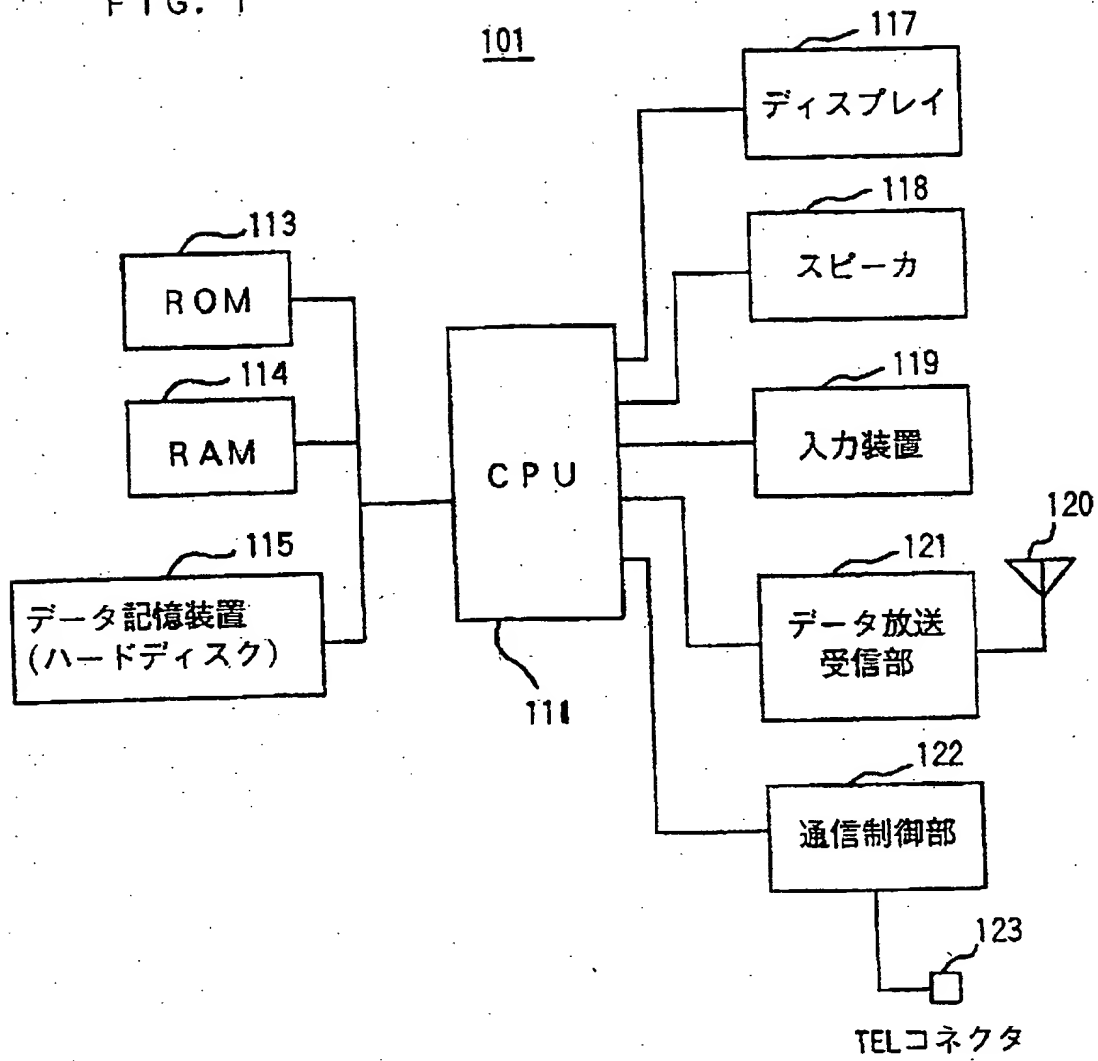 FIG. 1
101
117
ディスプレイ
118
スピーカ
113
ROM
119
入力装置
114
RAM
CPU
120
121
データ放送
受信部
115
データ記憶装置
(ハードディスク)
111
122
通信制御部
123
TELコネクタ